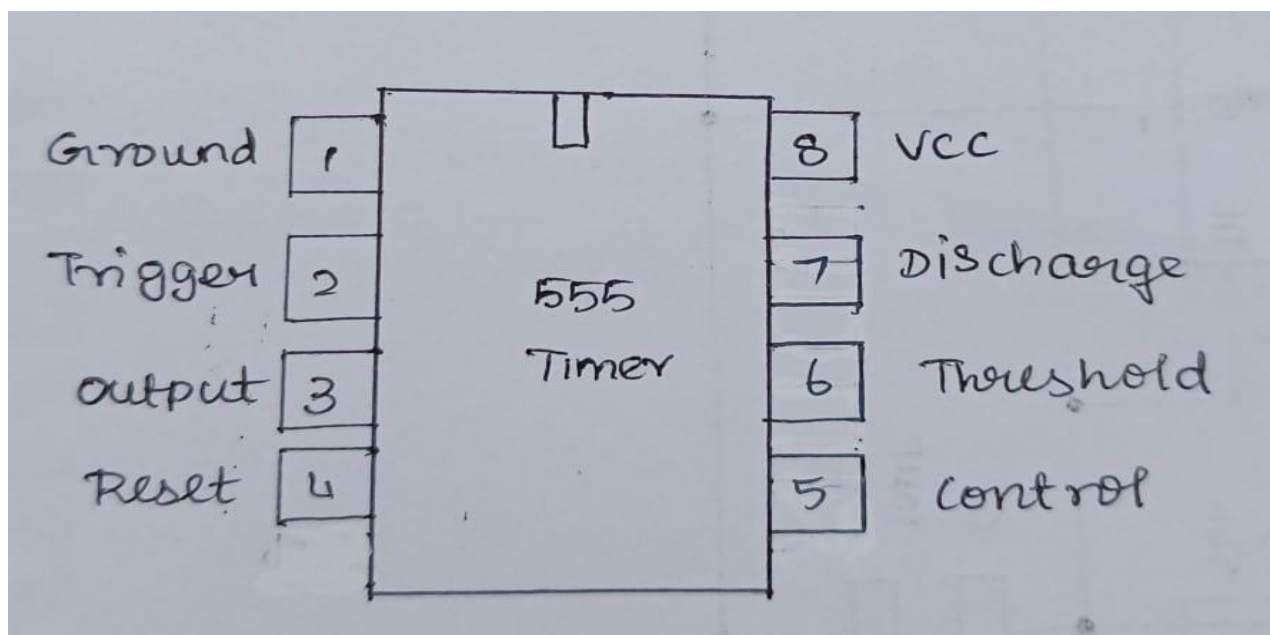 Ground 1
8 VCC
Trigger 2
7 Discharge
555
Timer
Output 3
6 Threshold
Reset 4
5 Control